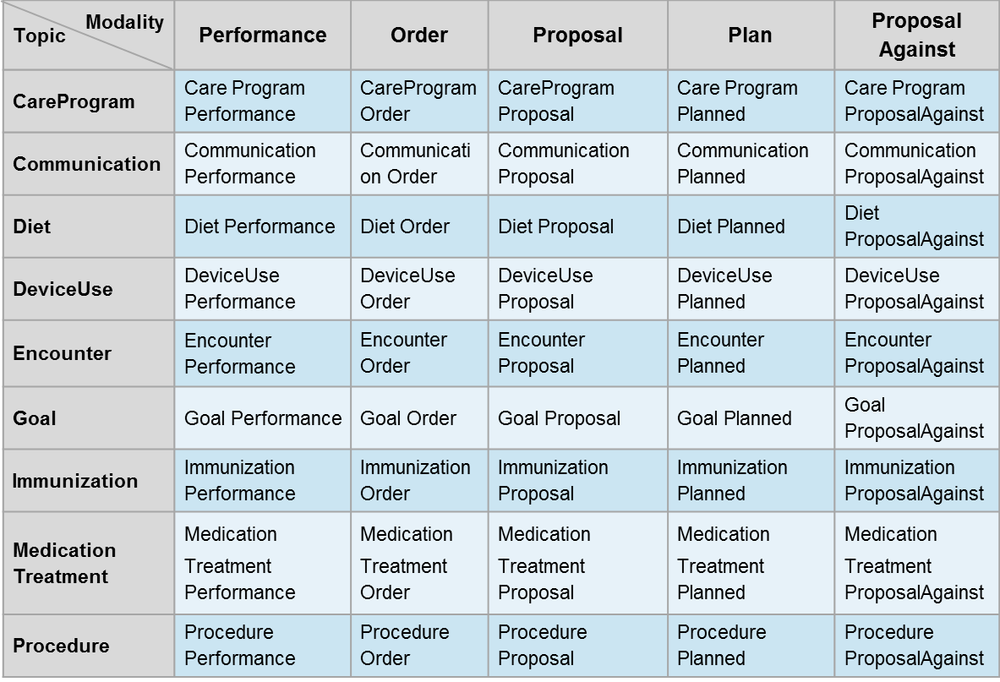 Modality
Topic
Performance
Order
Proposal
Plan
Proposal
Against
CareProgram
Care Program
Performance
CareProgram
Order
CareProgram
Proposal
Care Program
Planned
Care Program
ProposalAgainst
Communication
Communication
Performance
Communicati
on Order
Communication
Proposal
Communication
Planned
Communication
ProposalAgainst
Diet
Diet Performance
Diet Order
Diet Proposal
Diet Planned
Diet
ProposalAgainst
DeviceUse
DeviceUse
Performance
DeviceUse
Order
DeviceUse
Proposal
DeviceUse
Planned
DeviceUse
ProposalAgainst
Encounter
Encounter
Performance
Encounter
Order
Encounter
Proposal
Encounter
Planned
Encounter
ProposalAgainst
Goal
Goal Performance
Goal Order
Goal Proposal
Goal Planned
Goal
ProposalAgainst
Immunization
Immunization
Performance
Immunization
Order
Immunization
Proposal
Immunization
Planned
Immunization
ProposalAgainst
Medication
Treatment
Medication
Treatment
Performance
Medication
Treatment
Order
Medication
Treatment
Proposal
Medication
Treatment
Planned
Medication
Treatment
ProposalAgainst
Procedure
Procedure
Performance
Procedure
Order
Procedure
Proposal
Procedure
Planned
Procedure
ProposalAgainst